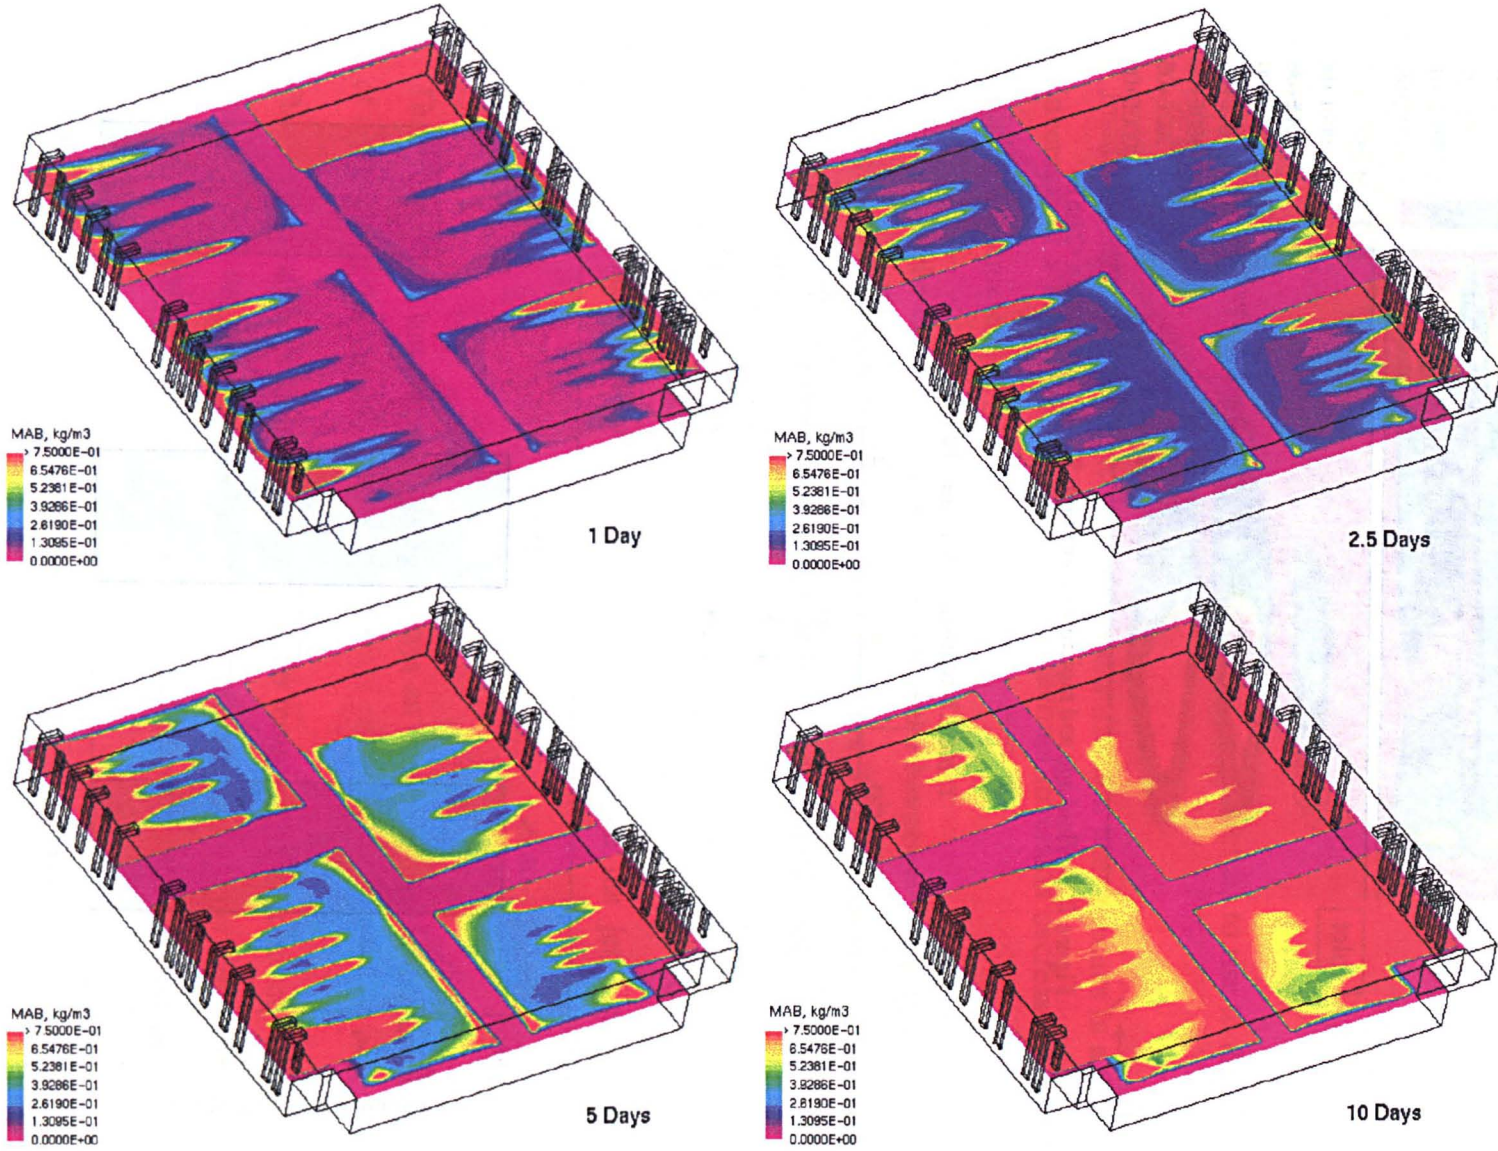 MAB, kg/m3
> 7.5000E-01
6.5476E-01
5.2381E-01
3.9286E-01
2.6190E-01
1.3095E-01
0.0000E+00
1 Day
MAB, kg/m3
> 7.5000E-01
6.5476E-01
5.2381E-01
3.9286E-01
2.6190E-01
1.3095E-01
0.0000E+00
2.5 Days
MAB, kg/m3
> 7.5000E-01
6.5476E-01
5.2381E-01
3.9286E-01
2.6190E-01
1.3095E-01
0.0000E+00
5 Days
MAB, kg/m3
> 7.5000E-01
6.5476E-01
5.2381E-01
3.9286E-01
2.6190E-01
1.3095E-01
0.0000E+00
10 Days